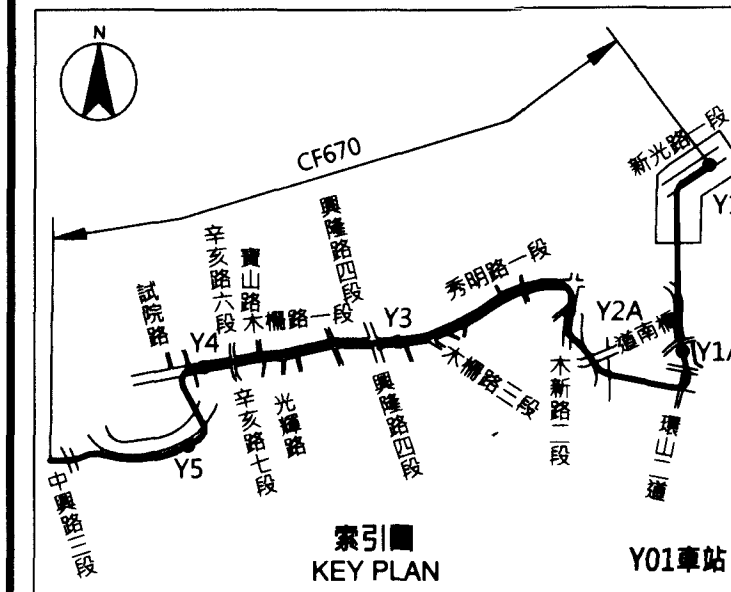 N
CF670
新光路一段
Y1
興隆路四段
辛亥路六段
寶山路
秀明路一段
試院路
木柵路一段
Y3
Y2A
道南橋
Y4
Y1A
木柵路三段
木新路二段
興隆路四段
光輝路
辛亥路七段
環山二道
Y5
中興路三段
索引圖
KEY PLAN
Y01車站